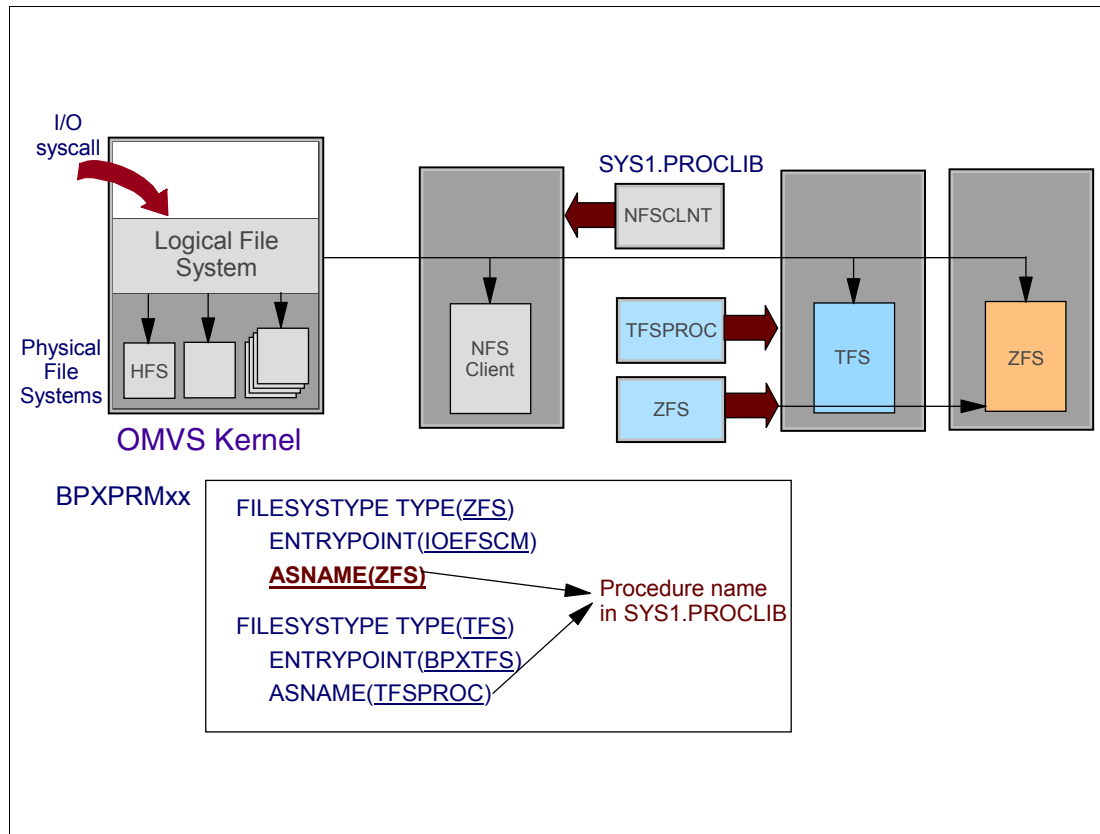 I/O
syscall
Logical File
System
Physical
File
Systems
HFS
OMVS Kernel
SYS1.PROCLIB
NFSCLNT
NFS
Client
TFSPROC
ZFS
TFS
ZFS
BPXPRMxx
FILESYSTYPE TYPE(ZFS)
ENTRYPOINT(IOEFSCM)
ASNAME(ZFS)
FILESYSTYPE TYPE(TFS)
ENTRYPOINT(BPXTFS)
ASNAME(TFSPROC)
Procedure name
in SYS1.PROCLIB